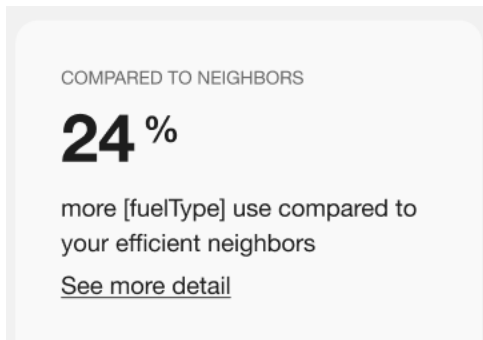 COMPARED TO NEIGHBORS
24 %
more [fuelType] use compared to
your efficient neighbors
See more detail